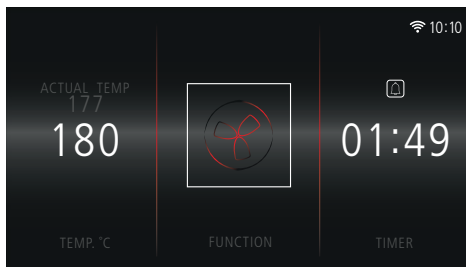 10:10
ACTUAL TEMP
177
180
01:49
TEMP. °C
FUNCTION
TIMER